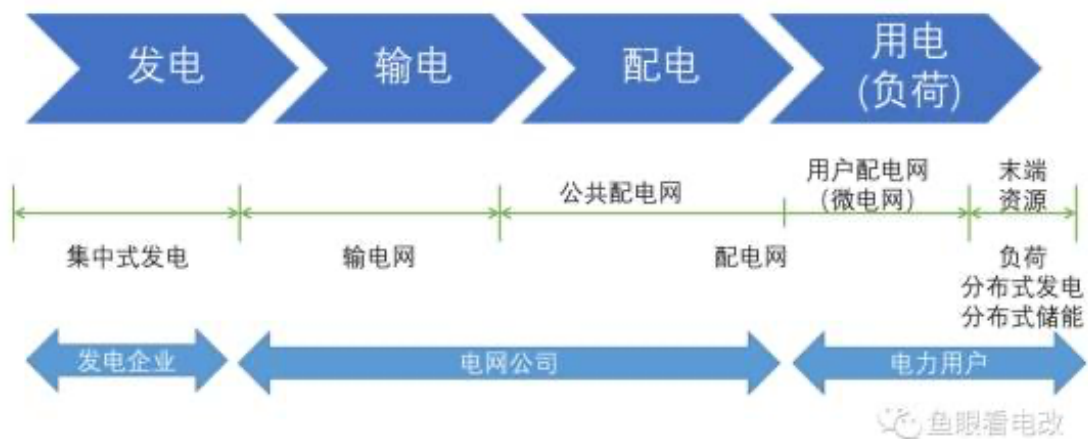 发电
输电
配电
用电
(负荷)
公共配电网
用户配电网
（微电网）
末端
资源
集中式发电
输电网
配电网
负荷
分布式发电
分布式储能
发电企业
电网公司
电力用户
鱼眼看电改